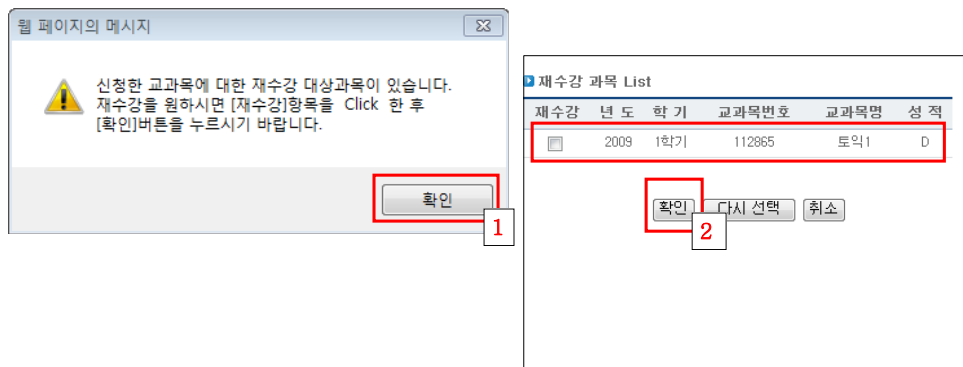 웹 페이지의 메시지
신청한 교과목에 대한 재수강 대상과목이 있습니다.
재수강을 원하시면 [재수강]항목을 Click 한 후
[확인]버튼을 누르시기 바랍니다.
확인
1
재수강 과목 List
재수강 년 도 학 기 교과목번호 교과목명 성 적
2009 1학기 112865 토익1 D
확인 다시 선택 취소
2